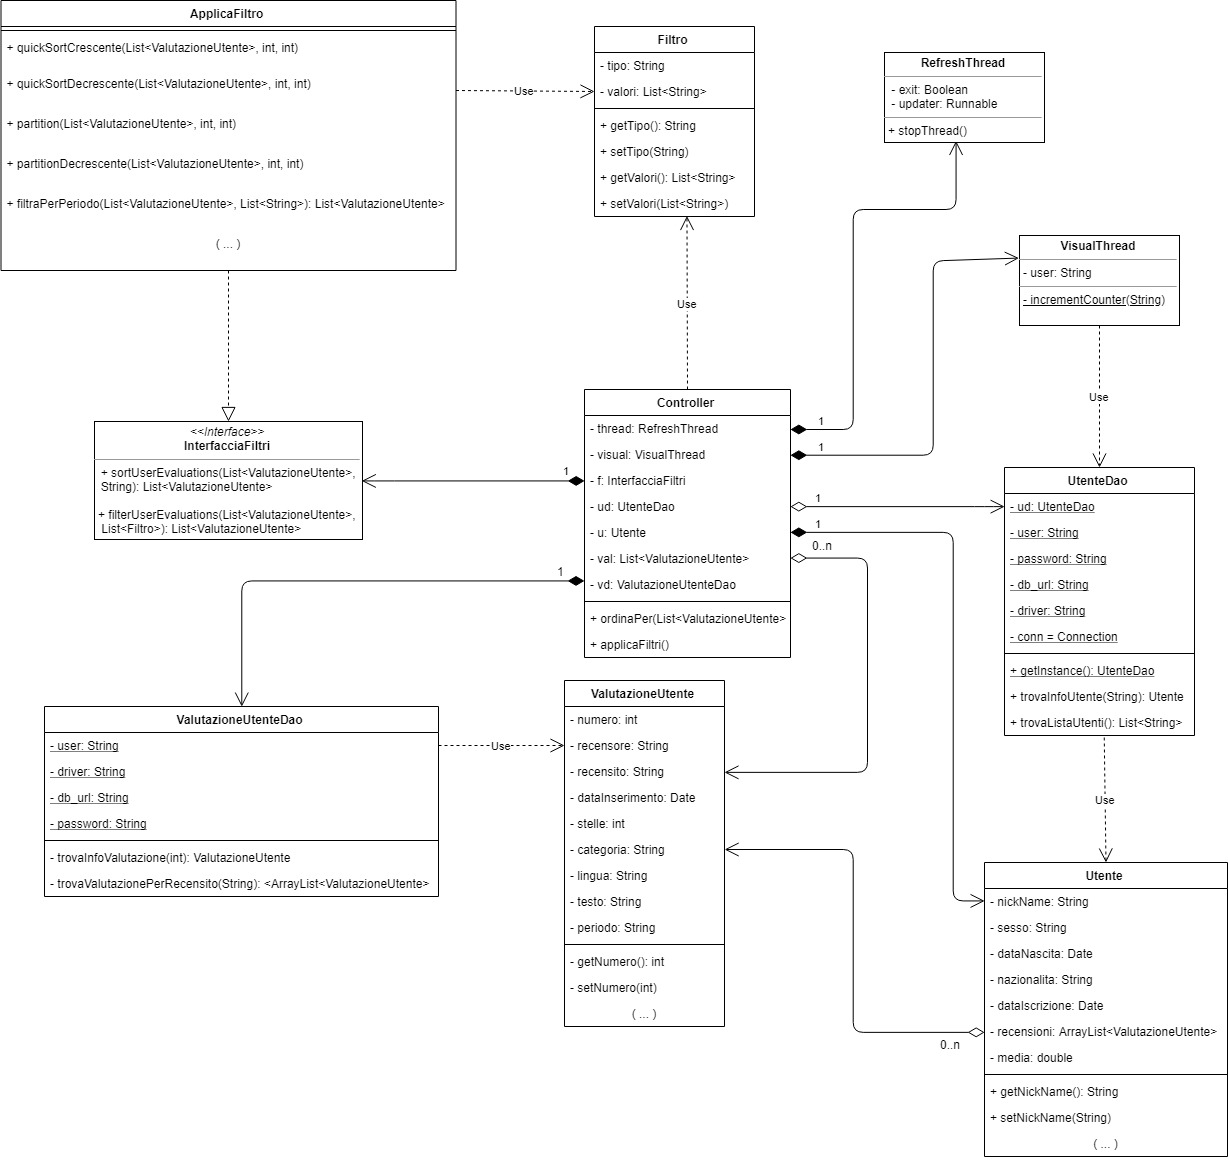 ApplicaFiltro
+ quickSortCrescente(List<ValutazioneUtente>, int, int)
+ quickSortDecrescente(List<ValutazioneUtente>, int, int)
+ partition(List<ValutazioneUtente>, int, int)
+ partitionDecrescente(List<ValutazioneUtente>, int, int)
+ filtraPerPeriodo(List<ValutazioneUtente>, List<String>): List<ValutazioneUtente>
( ... )
Use
Filtro
- tipo: String
- valori: List<String>
+ getTipo(): String
+ setTipo(String)
+ getValori(): List<String>
+ setValori(List<String>)
Use
RefreshThread
- exit: Boolean
- updater: Runnable
+ stopThread()
VisualThread
- user: String
- incrementCounter(String)
Use
<<Interface>>
InterfacciaFiltri
+ sortUserEvaluations(List<ValutazioneUtente>,
String): List<ValutazioneUtente>
+ filterUserEvaluations(List<ValutazioneUtente>,
List<Filtro>): List<ValutazioneUtente>
1
1
Controller
- thread: RefreshThread
- visual: VisualThread
- f: InterfacciaFiltri
- ud: UtenteDao
- u: Utente
- val: List<ValutazioneUtente>
- vd: ValutazioneUtenteDao
+ ordinaPer(List<ValutazioneUtente>
+ applicaFiltri()
1
1
1
1
0..n
UtenteDao
- ud: UtenteDao
- user: String
- password: String
- db_url: String
- driver: String
- conn = Connection
+ getInstance(): UtenteDao
+ trovaInfoUtente(String): Utente
+ trovaListaUtenti(): List<String>
Use
ValutazioneUtenteDao
- user: String
- driver: String
- db_url: String
- password: String
- trovaInfoValutazione(int): ValutazioneUtente
- trovaValutazionePerRecensito(String): <ArrayList<ValutazioneUtente>
Use
ValutazioneUtente
- numero: int
- recensore: String
- recensito: String
- dataInserimento: Date
- stelle: int
- categoria: String
- lingua: String
- testo: String
- periodo: String
- getNumero(): int
- setNumero(int)
( ... )
Utente
- nickName: String
- sesso: String
- dataNascita: Date
- nazionalita: String
- dataIscrizione: Date
- recensioni: ArrayList<ValutazioneUtente>
- media: double
+ getNickName(): String
+ setNickName(String)
( ... )
0..n